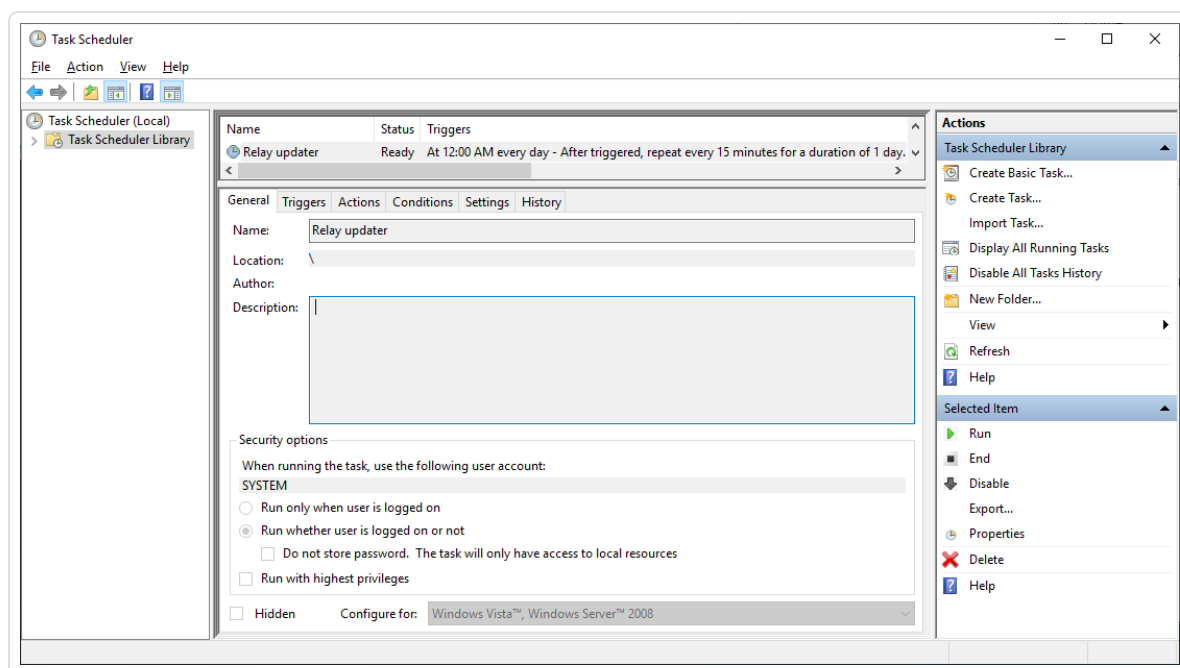 Task Scheduler
File Action View Help
Task Scheduler (Local)
Task Scheduler Library
Name Status Triggers
Relay updater Ready At 12:00 AM every day - After triggered, repeat every 15 minutes for a duration of 1 day.
General Triggers Actions Conditions Settings History
Name: Relay updater
Location: \
Author:
Description:
Security options
When running the task, use the following user account:
SYSTEM
Run only when user is logged on
Run whether user is logged on or not
Do not store password. The task will only have access to local resources
Run with highest privileges
Hidden Configure for: Windows Vista™, Windows Server™ 2008
Actions
Task Scheduler Library
Create Basic Task...
Create Task...
Import Task...
Display All Running Tasks
Disable All Tasks History
New Folder...
View
Refresh
Help
Selected Item
Run
End
Disable
Export...
Properties
Delete
Help